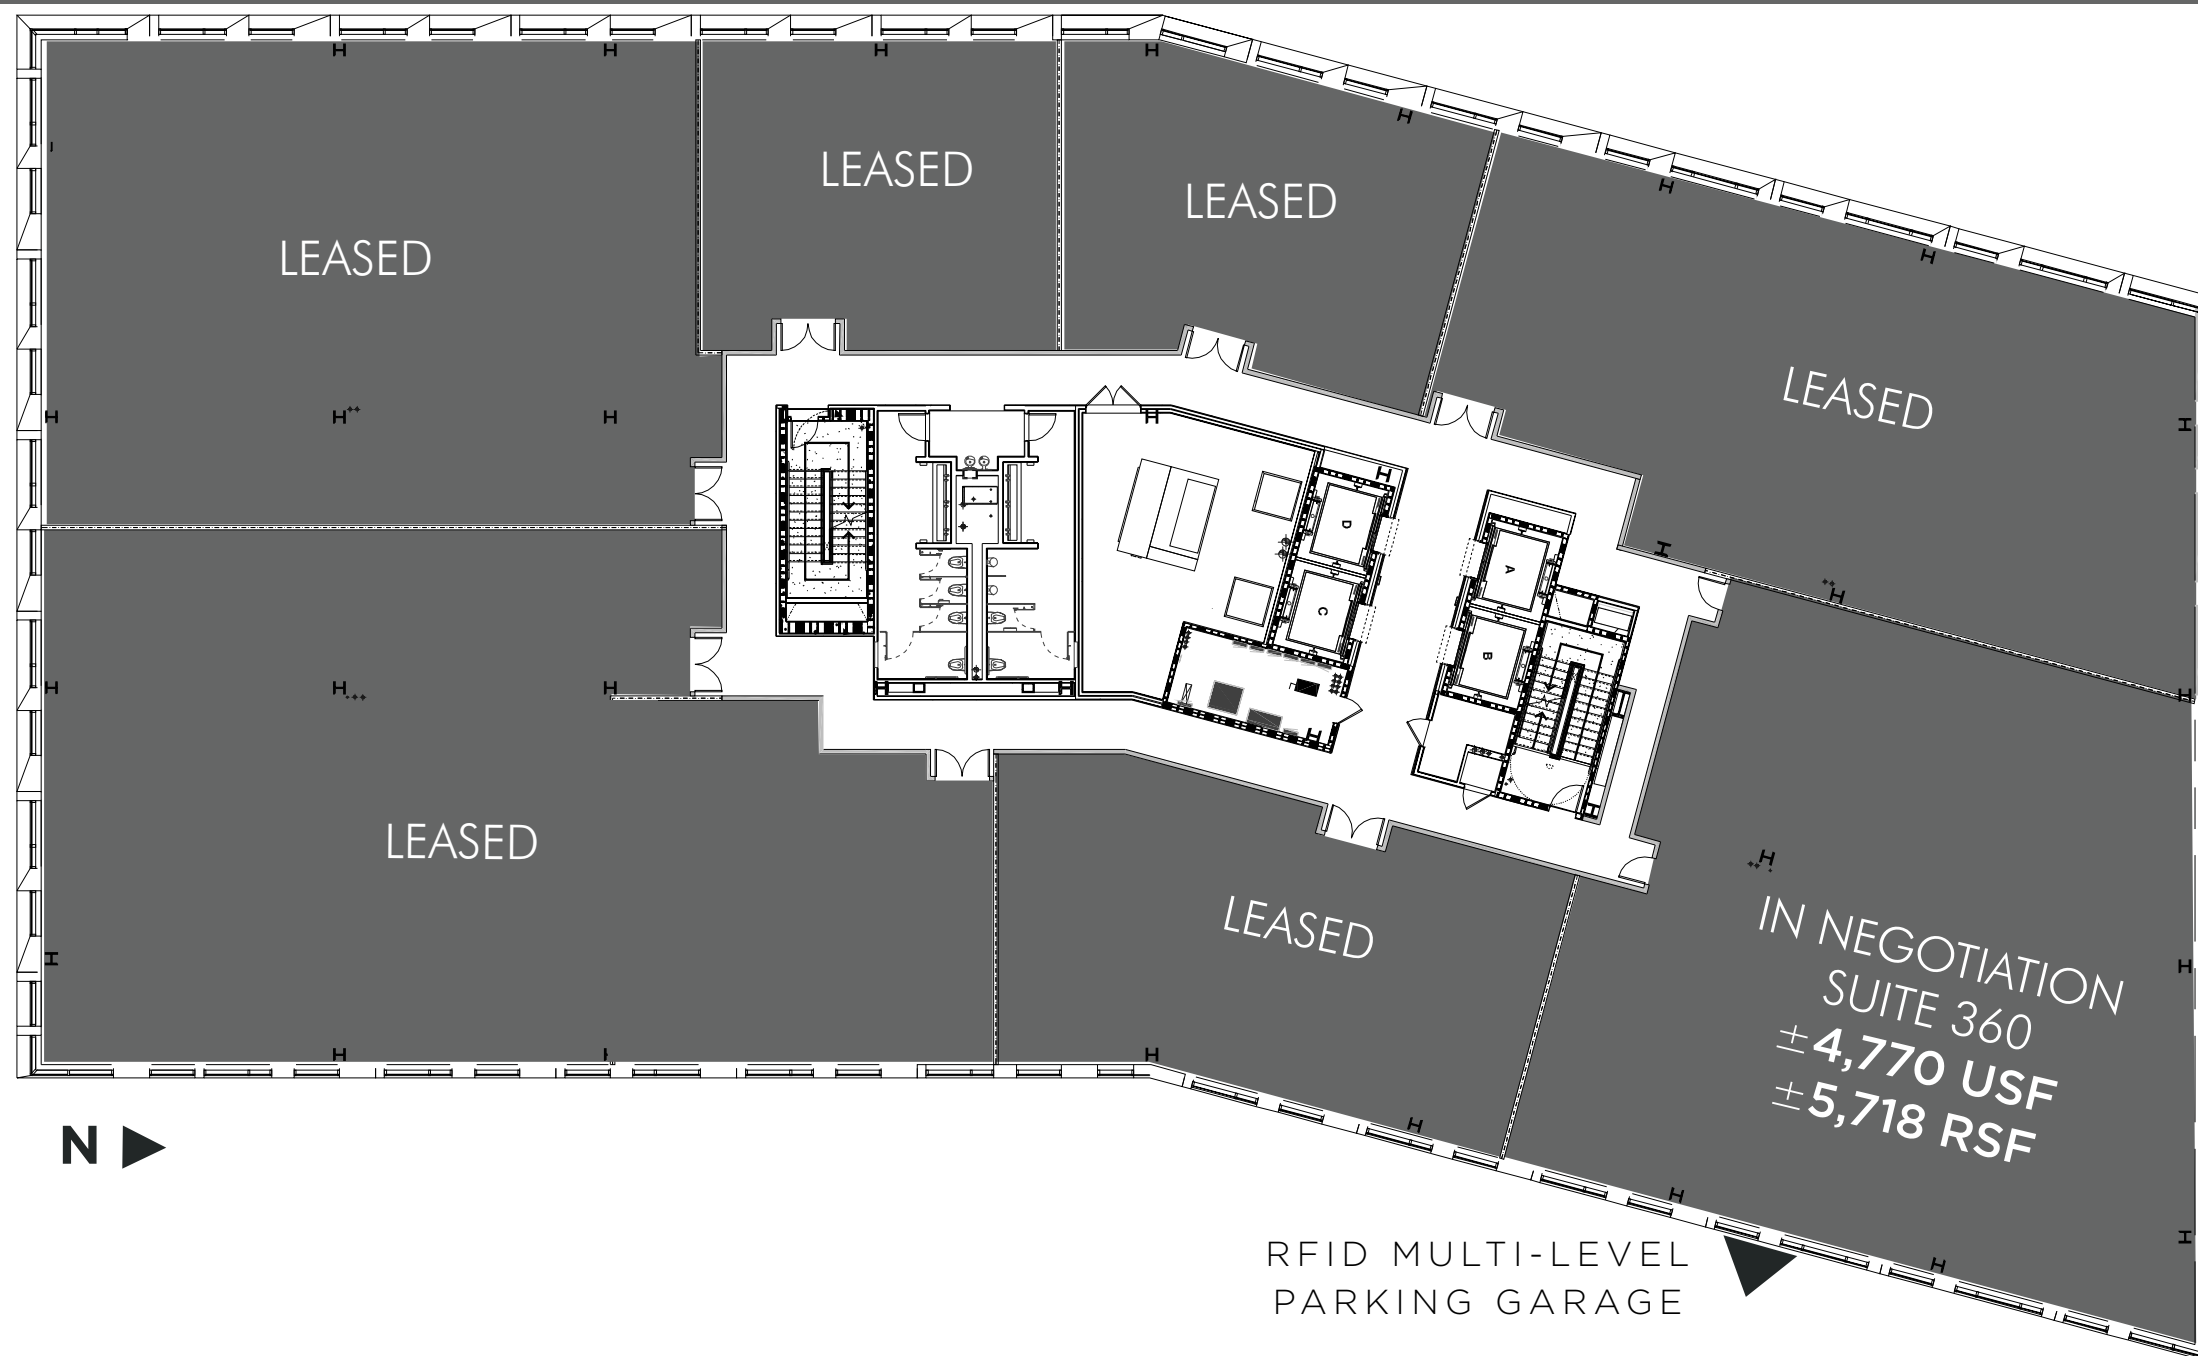 LEASED
LEASED
LEASED
LEASED
D
C
A
B
LEASED
LEASED
IN NEGOTIATION
SUITE 360
±4,770 USF
±5,718 RSF
N
RFID MULTI-LEVEL
PARKING GARAGE